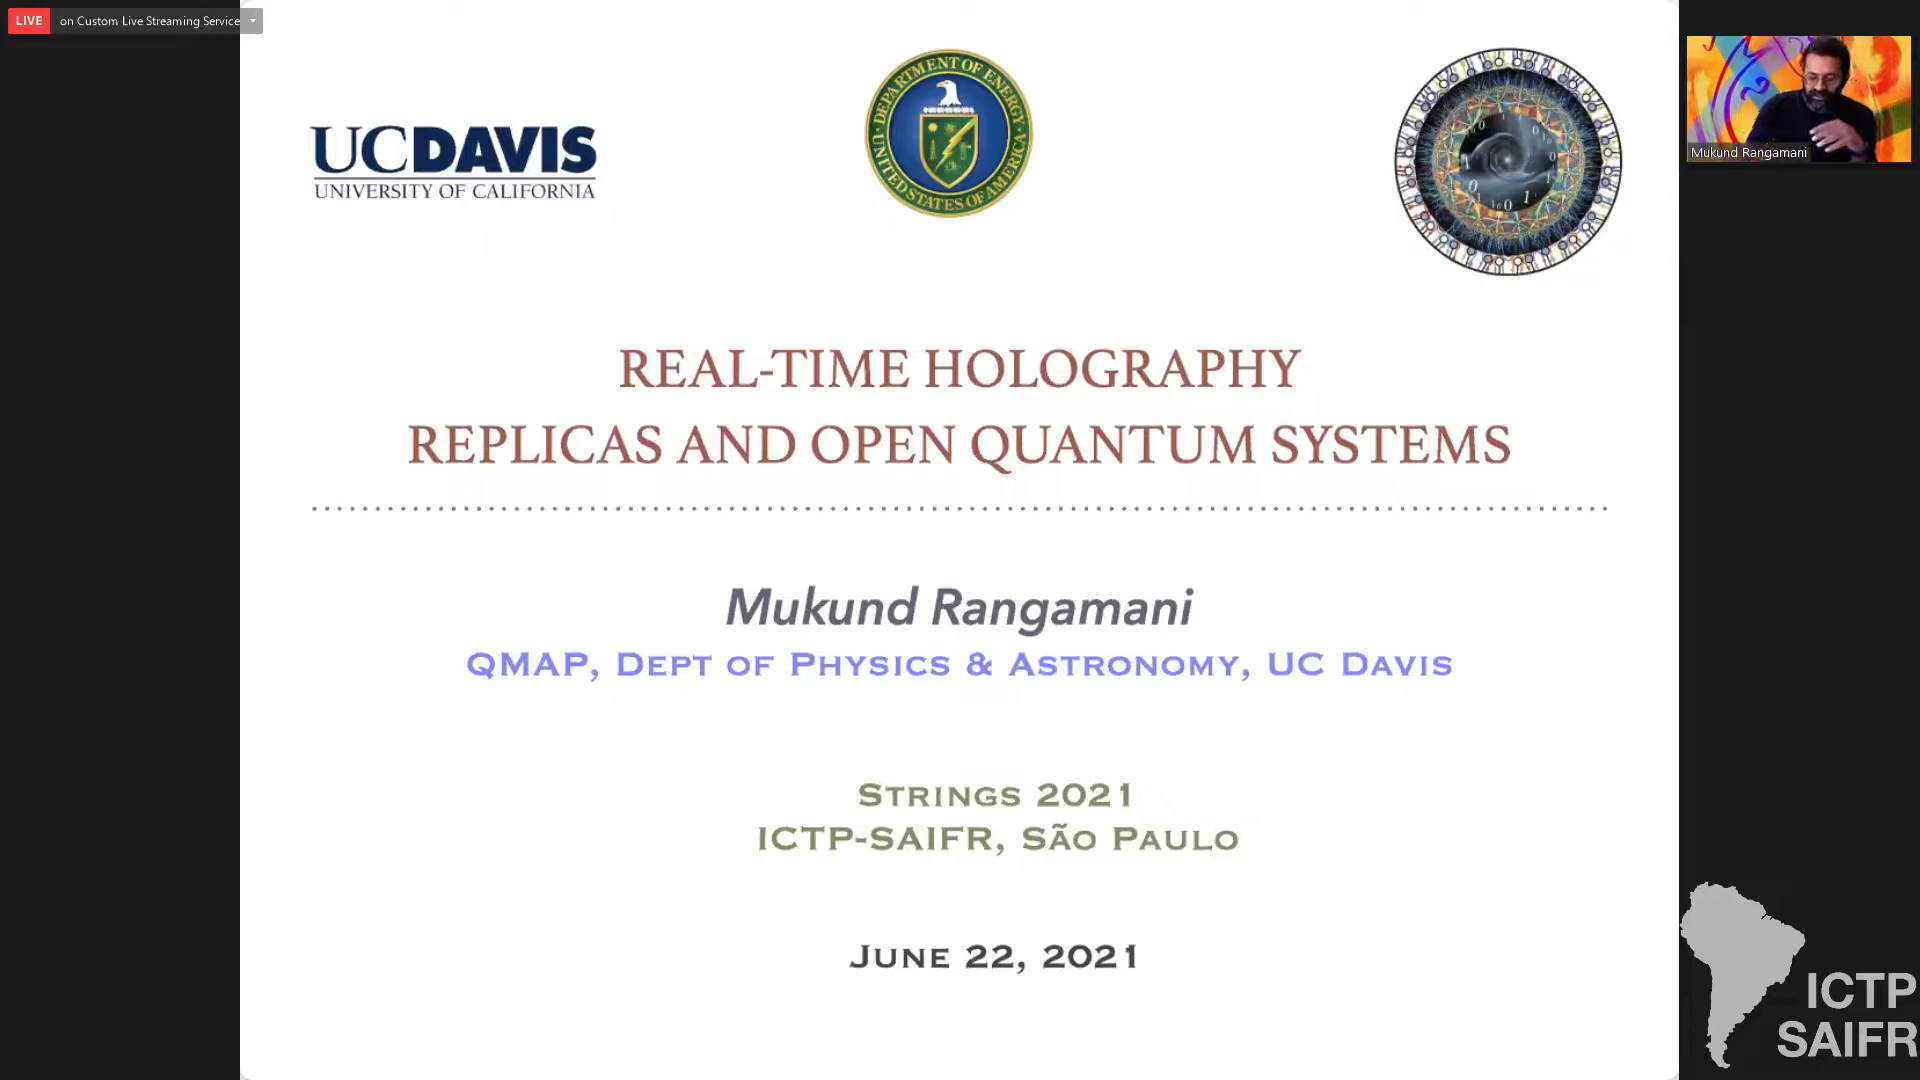 LIVE on Custom Live Streaming Service
UCDAVIS
UNIVERSITY OF CALIFORNIA
DEPARTMENT OF ENERGY
UNITED STATES OF AMERICA
Mukund Rangamani
REAL-TIME HOLOGRAPHY
REPLICAS AND OPEN QUANTUM SYSTEMS
Mukund Rangamani
QMAP, DEPT OF PHYSICS & ASTRONOMY, UC DAVIS
STRINGS 2021
ICTP-SAIFR, SÃO PAULO
JUNE 22, 2021
ICTP
SAIFR